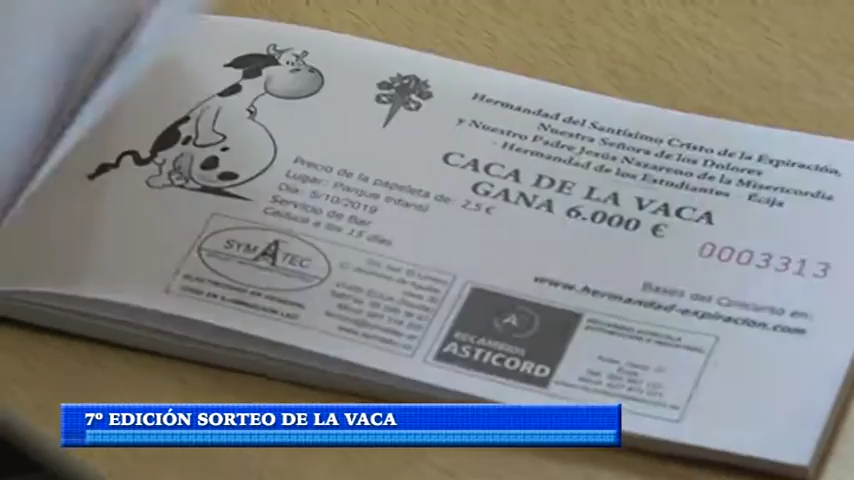 Hermandad del Santísimo Cristo de la Expiración,
Nuestra Señora de los Dolores
y Nuestro Padre Jesús Nazareno de la Misericordia
- Hermandad de los Estudiantes - Écija
CACA DE LA VACA
GANA 6.000 €
0003313
Precio de la papeleta de: 2,5 €
Lugar: Parque Infantil
Día: 5/10/2019
Servicio de Bar
Caduca a los 15 días
Bases del Concurso en:
www.hermandad-expiracion.com
SYMATEC
RECAMBIOS
ASTICORD
7º EDICIÓN SORTEO DE LA VACA